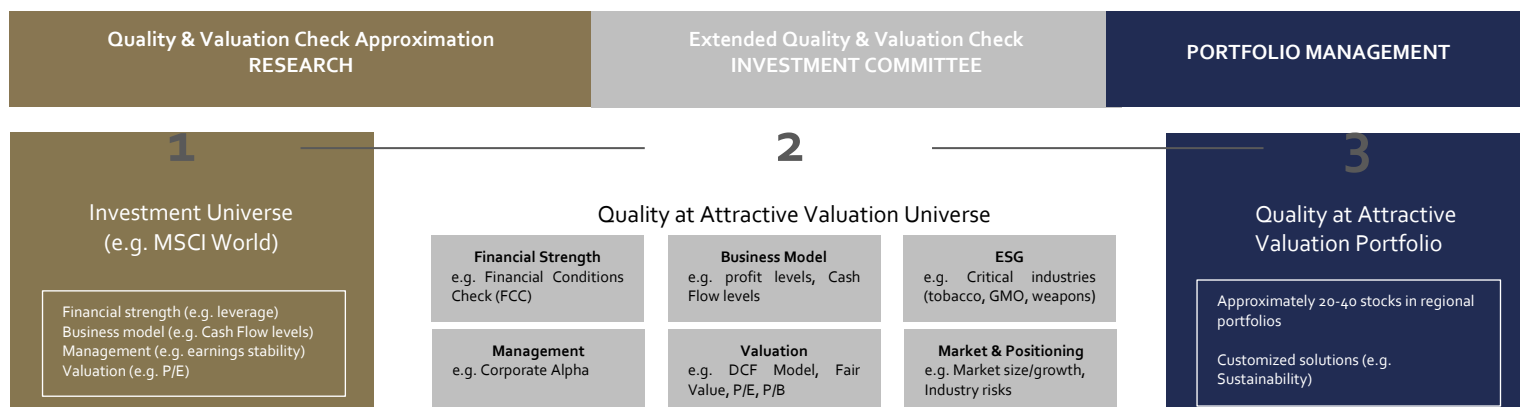 Quality & Valuation Check Approximation
RESEARCH
Extended Quality & Valuation Check
INVESTMENT COMMITTEE
PORTFOLIO MANAGEMENT
1
2
3
Investment Universe
(e.g. MSCI World)
Financial strength (e.g. leverage)
Business model (e.g. Cash Flow levels)
Management (e.g. earnings stability)
Valuation (e.g. P/E)
Quality at Attractive Valuation Universe
Financial Strength
e.g. Financial Conditions
Check (FCC)
Business Model
e.g. profit levels, Cash
Flow levels
ESG
e.g. Critical industries
(tobacco, GMO, weapons)
Management
e.g. Corporate Alpha
Valuation
e.g. DCF Model, Fair
Value, P/E, P/B
Market & Positioning
e.g. Market size/growth,
Industry risks
Quality at Attractive
Valuation Portfolio
Approximately 20-40 stocks in regional
portfolios
Customized solutions (e.g.
Sustainability)